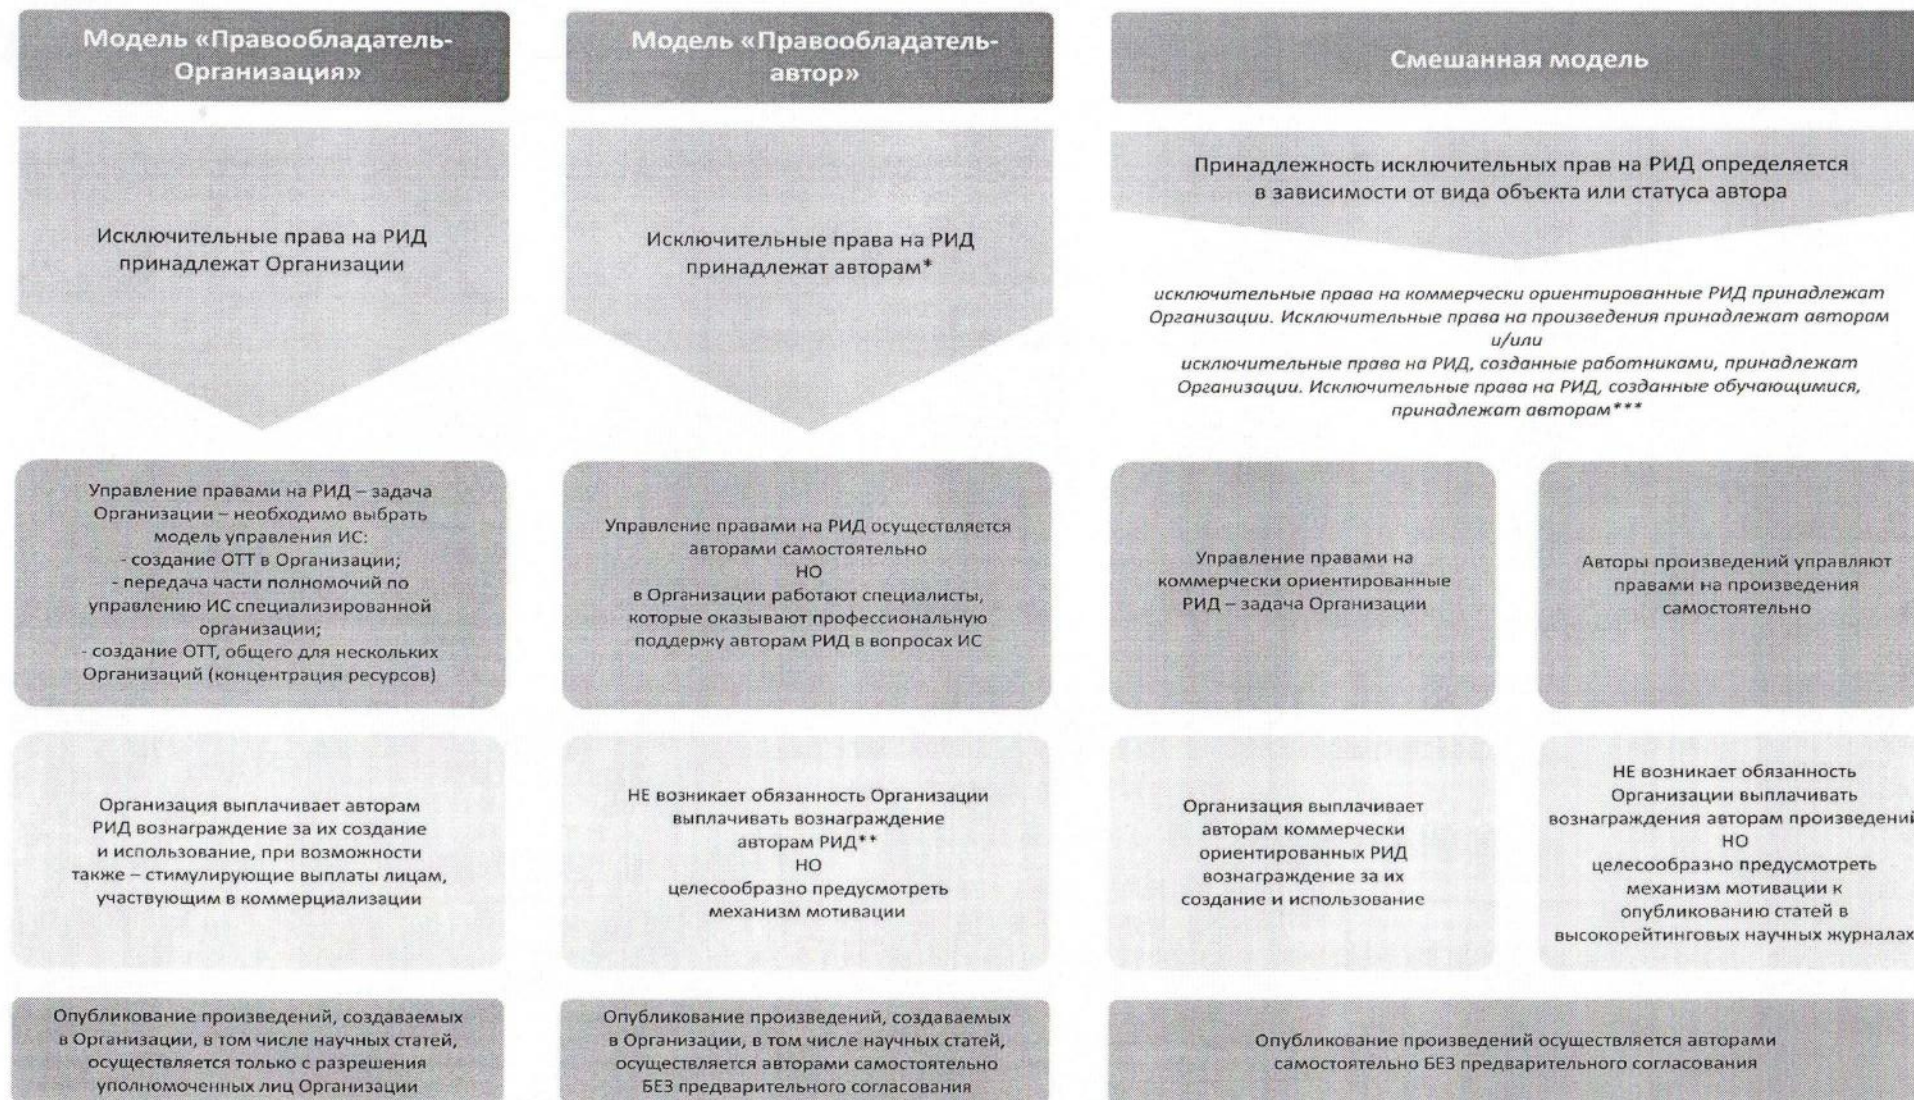 Модель «Правообладатель-
Организация»
Исключительные права на РИД
принадлежат Организации
Управление правами на РИД – задача
Организации – необходимо выбрать
модель управления ИС:
- создание ОТТ в Организации;
- передача части полномочий по
управлению ИС специализированной
организации;
- создание ОТТ, общего для нескольких
Организаций (концентрация ресурсов)
Организация выплачивает авторам
РИД вознаграждение за их создание
и использование, при возможности
также – стимулирующие выплаты лицам,
участвующим в коммерциализации
Опубликование произведений, создаваемых
в Организации, в том числе научных статей,
осуществляется только с разрешения
уполномоченных лиц Организации
Модель «Правообладатель-
автор»
Исключительные права на РИД
принадлежат авторам*
Управление правами на РИД осуществляется
авторами самостоятельно
НО
в Организации работают специалисты,
которые оказывают профессиональную
поддержу авторам РИД в вопросах ИС
НЕ возникает обязанность Организации
выплачивать вознаграждение
авторам РИД**
НО
целесообразно предусмотреть
механизм мотивации
Опубликование произведений, создаваемых
в Организации, в том числе научных статей,
осуществляется авторами самостоятельно
БЕЗ предварительного согласования
Смешанная модель
Принадлежность исключительных прав на РИД определяется
в зависимости от вида объекта или статуса автора
исключительные права на коммерчески ориентированные РИД принадлежат
Организации. Исключительные права на произведения принадлежат авторам
и/или
исключительные права на РИД, созданные работниками, принадлежат
Организации. Исключительные права на РИД, созданные обучающимися,
принадлежат авторам***
Управление правами на
коммерчески ориентированные
РИД – задача Организации
Организация выплачивает
авторам коммерчески
ориентированных РИД
вознаграждение за их
создание и использование
Авторы произведений управляют
правами на произведения
самостоятельно
НЕ возникает обязанность
Организации выплачивать
вознаграждения авторам произведений
НО
целесообразно предусмотреть
механизм мотивации к
опубликованию статей в
высокорейтинговых научных журналах
Опубликование произведений осуществляется авторами
самостоятельно БЕЗ предварительного согласования